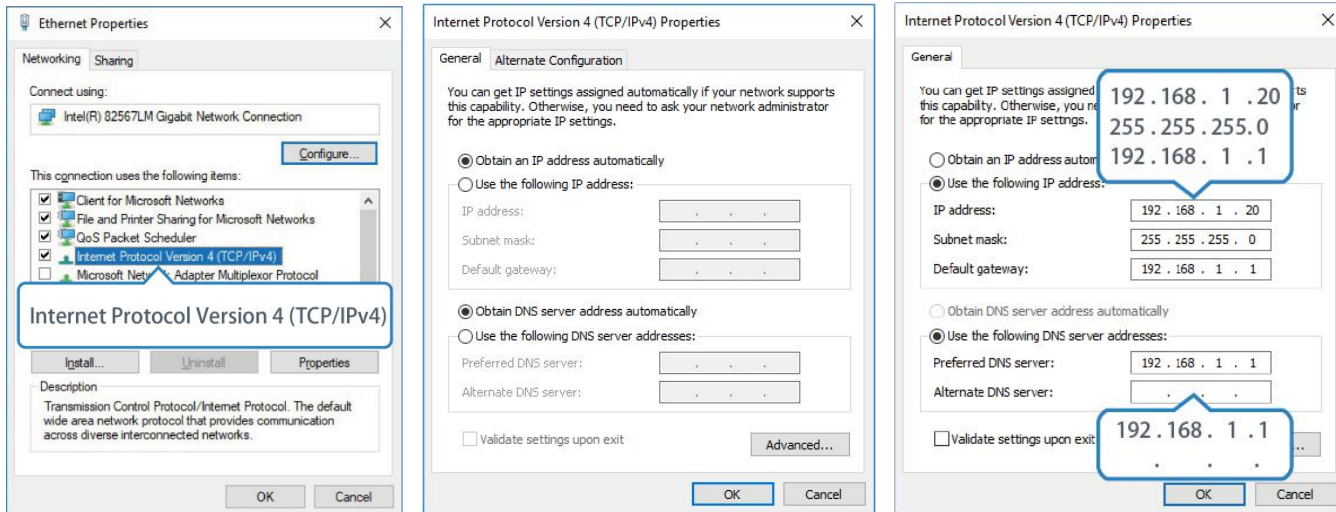 Ethernet Properties
Networking Sharing
Connect using:
Intel(R) 82567LM Gigabit Network Connection
Configure...
This connection uses the following items:
Client for Microsoft Networks
File and Printer Sharing for Microsoft Networks
QoS Packet Scheduler
Internet Protocol Version 4 (TCP/IPv4)
Microsoft Adapter Multiplexor Protocol
Internet Protocol Version 4 (TCP/IPv4)
Install... Uninstall Properties
Description
Transmission Control Protocol/Internet Protocol. The default
wide area network protocol that provides communication
across diverse interconnected networks.
OK Cancel
Internet Protocol Version 4 (TCP/IPv4) Properties
General Alternate Configuration
You can get IP settings assigned automatically if your network supports
this capability. Otherwise, you need to ask your network administrator
for the appropriate IP settings.
Obtain an IP address automatically
Use the following IP address:
IP address: . . .
Subnet mask: . . .
Default gateway: . . .
Obtain DNS server address automatically
Use the following DNS server addresses:
Preferred DNS server: . . .
Alternate DNS server: . . .
Validate settings upon exit
Advanced...
OK Cancel
Internet Protocol Version 4 (TCP/IPv4) Properties
General
You can get IP settings assigned
this capability. Otherwise, you
for the appropriate IP settings.
192.168. 1 .20
255.255.255.0
192.168. 1 .1
Obtain an IP address
Use the following IP address:
IP address: 192 . 168 . 1 . 20
Subnet mask: 255 . 255 . 255 . 0
Default gateway: 192 . 168 . 1 . 1
Obtain DNS server address automatically
Use the following DNS server addresses:
Preferred DNS server: 192 . 168 . 1 . 1
Alternate DNS server: . . .
Validate settings upon exit
192.168. 1 .1
. . .
OK Cancel